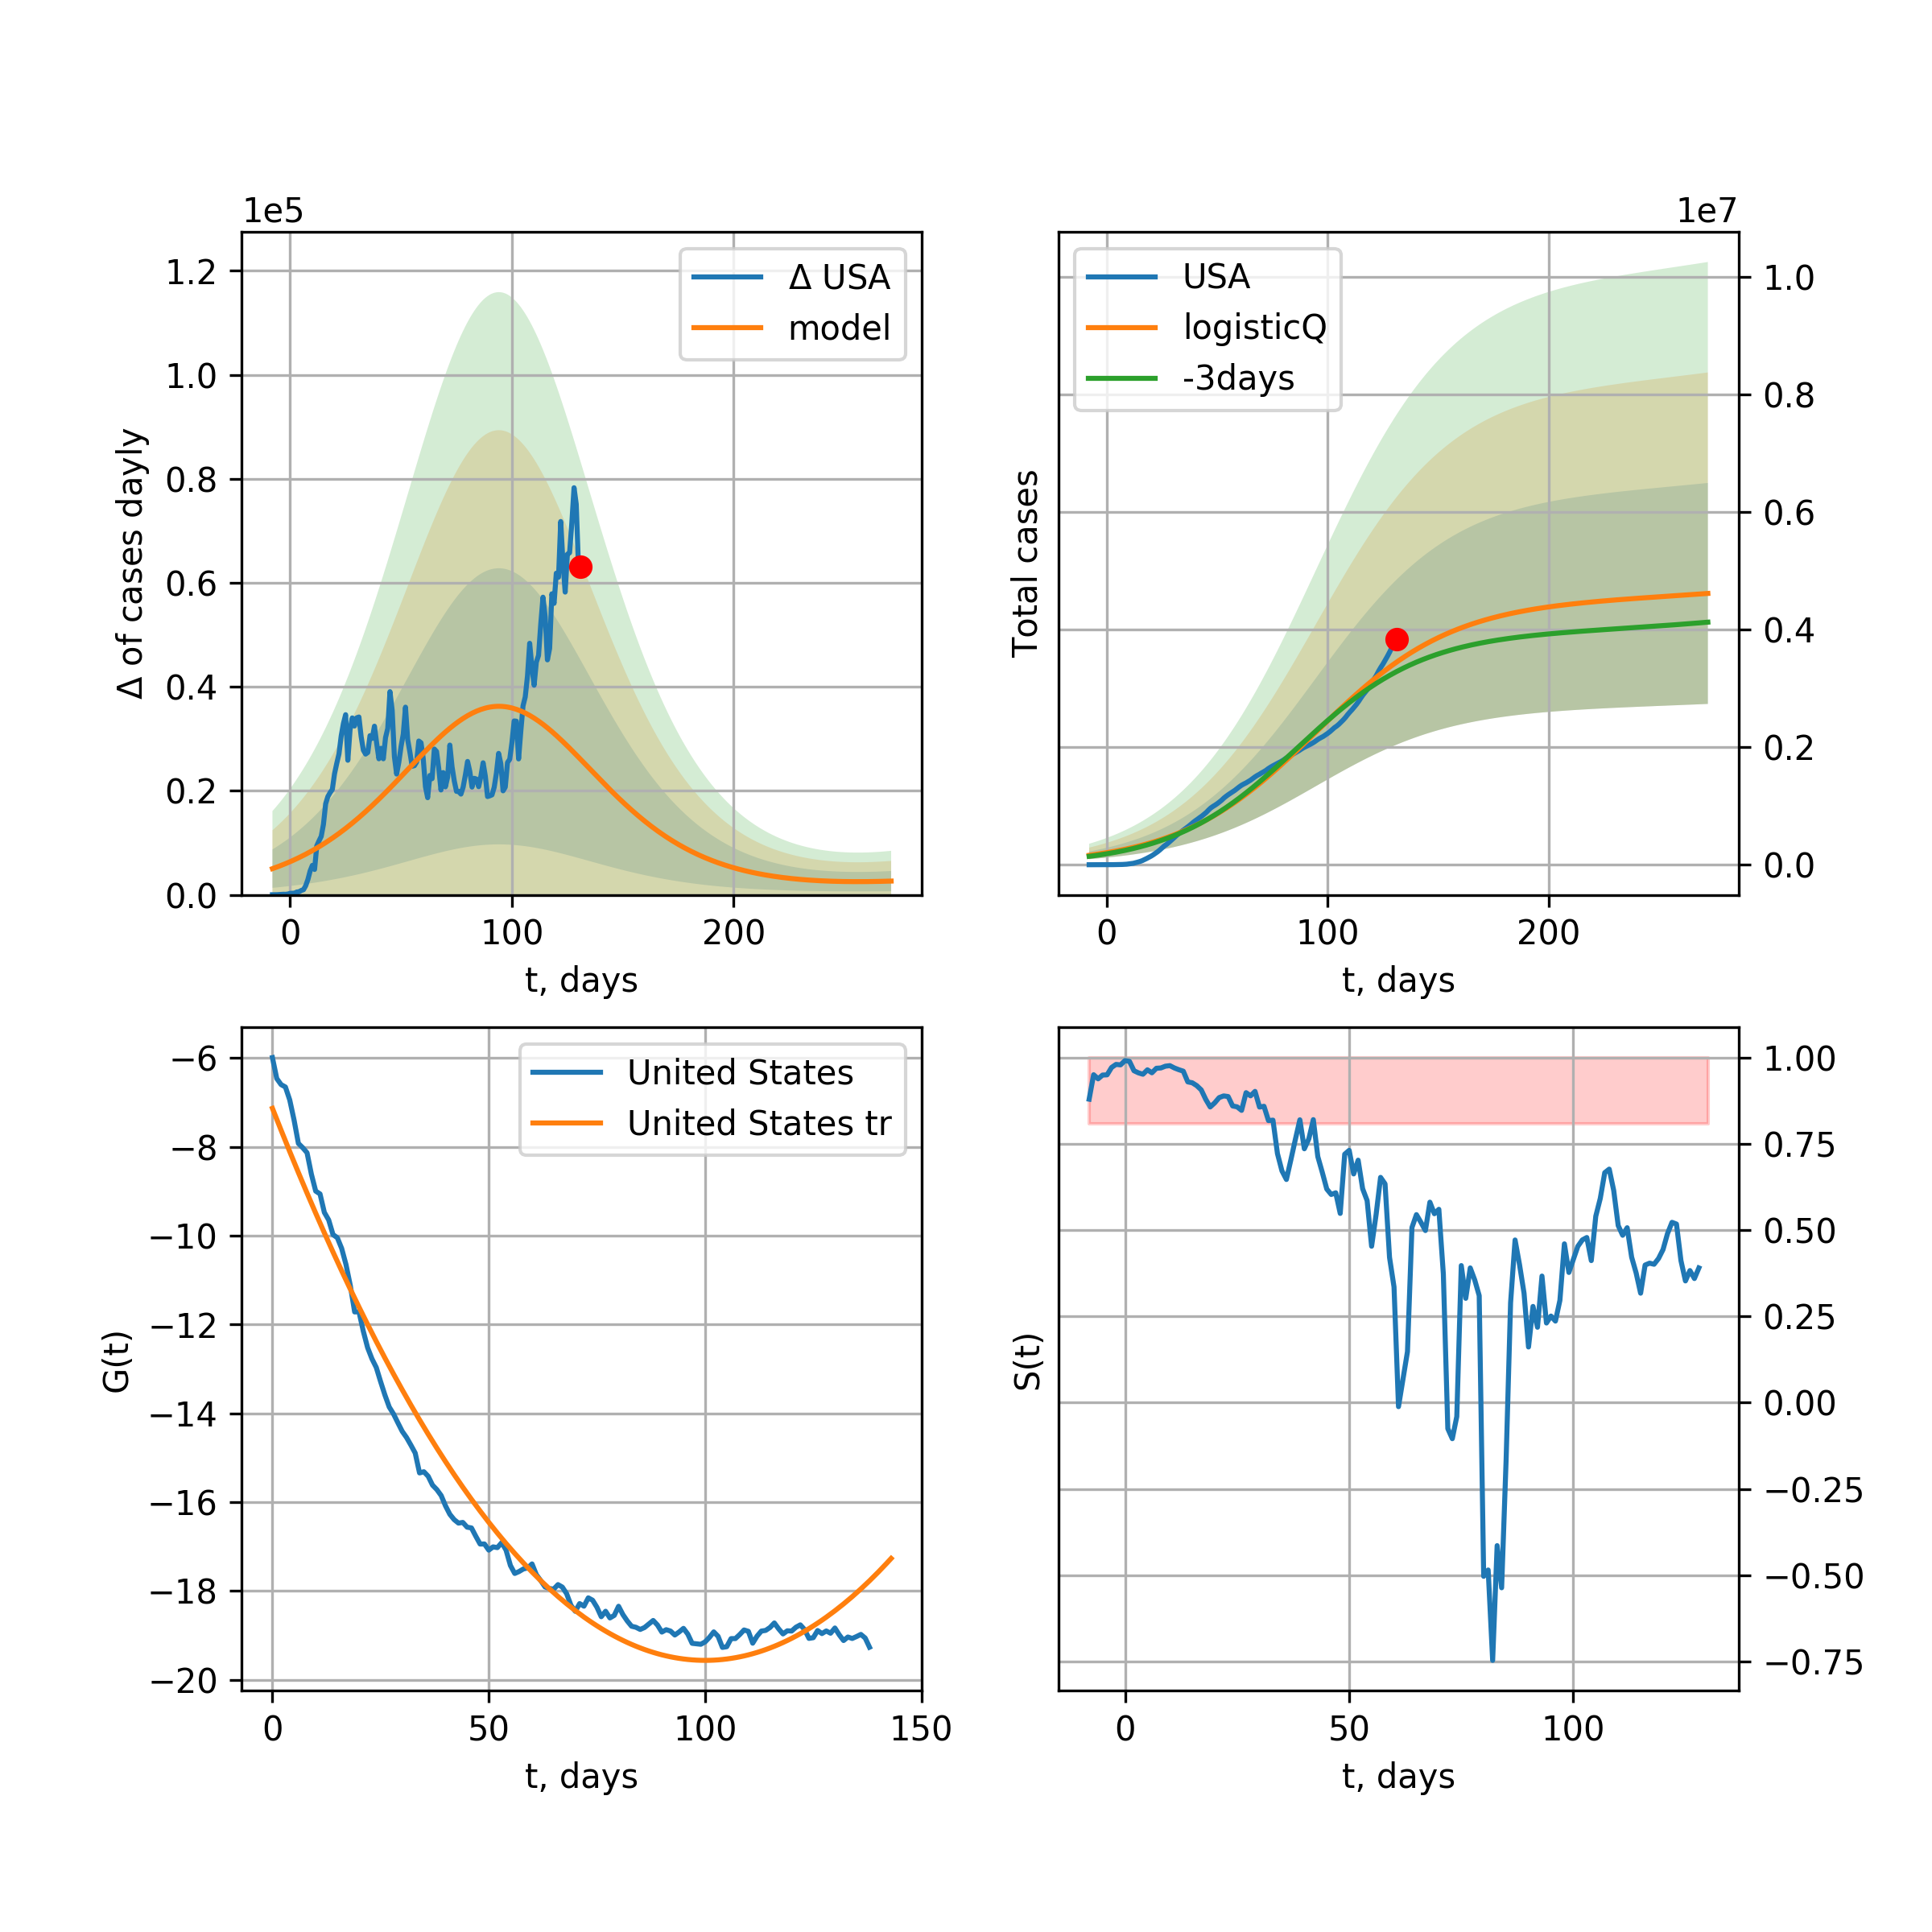 1e5
1.2
1.0
0.8
0.6
0.4
0.2
0.0
Δ of cases dayly
Δ USA
model
0
100
200
t, days
1e7
USA
logisticQ
-3days
Total cases
1.0
0.8
0.6
0.4
0.2
0.0
0
100
200
t, days
−6
−8
−10
−12
−14
−16
−18
−20
G(t)
United States
United States tr
0
50
100
150
t, days
S(t)
1.00
0.75
0.50
0.25
0.00
−0.25
−0.50
−0.75
0
50
100
t, days